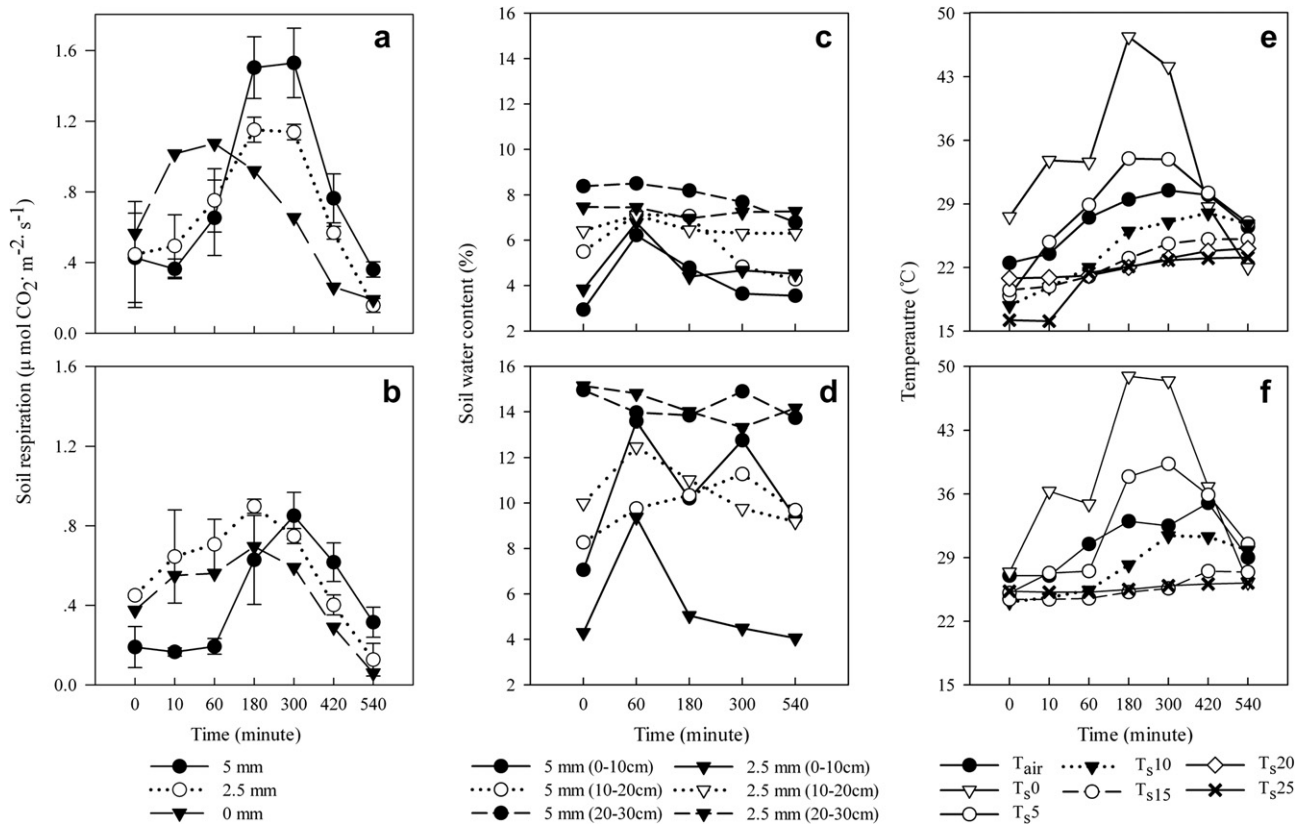 a
Soil respiration (µ mol CO₂· m⁻²· s⁻¹)
1.6
1.2
.8
.4
0.0
b
1.6
1.2
.8
.4
0.0
0 10 60 180 300 420 540
Time (minute)
5 mm
2.5 mm
0 mm
c
Soil water content (%)
16
14
12
10
8
6
4
2
d
16
14
12
10
8
6
4
2
0 60 180 300 540
Time (minute)
5 mm (0-10cm)
5 mm (10-20cm)
5 mm (20-30cm)
2.5 mm (0-10cm)
2.5 mm (10-20cm)
2.5 mm (20-30cm)
e
Temperautre (℃)
50
43
36
29
22
15
f
50
43
36
29
22
15
0 10 60 180 300 420 540
Time (minute)
Tair
Ts0
Ts5
Ts10
Ts15
Ts20
Ts25